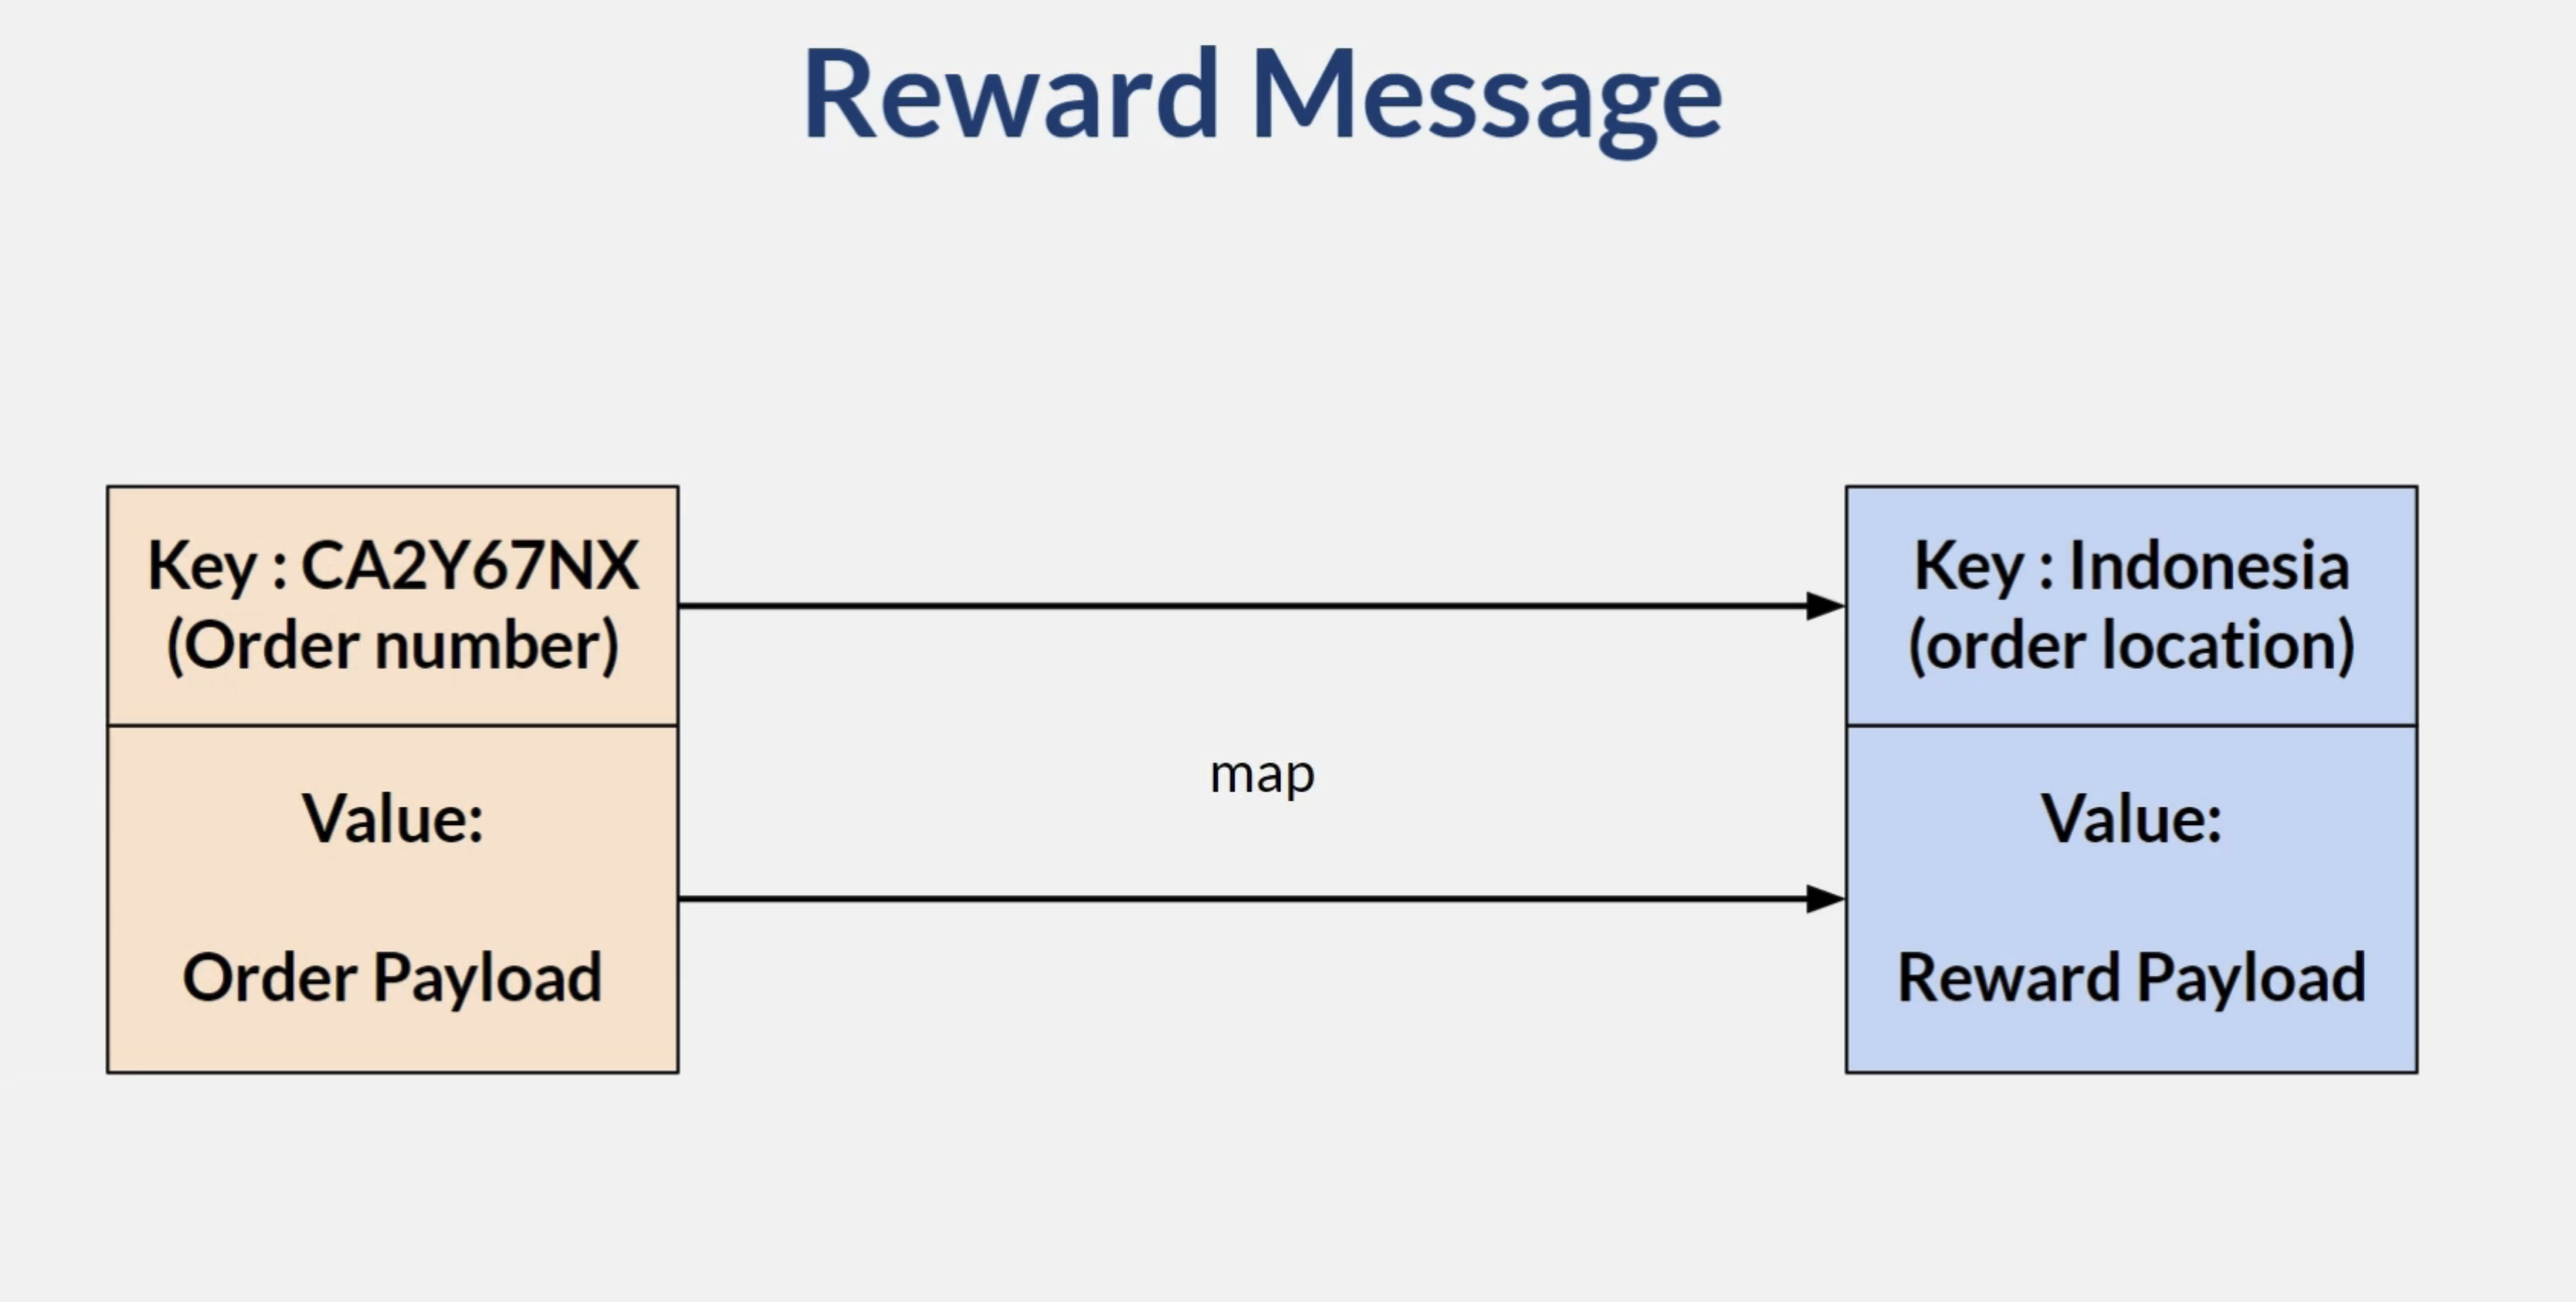 Reward Message
Key : CA2Y67NX
(Order number)
Value:
Order Payload
map
Key : Indonesia
(order location)
Value:
Reward Payload